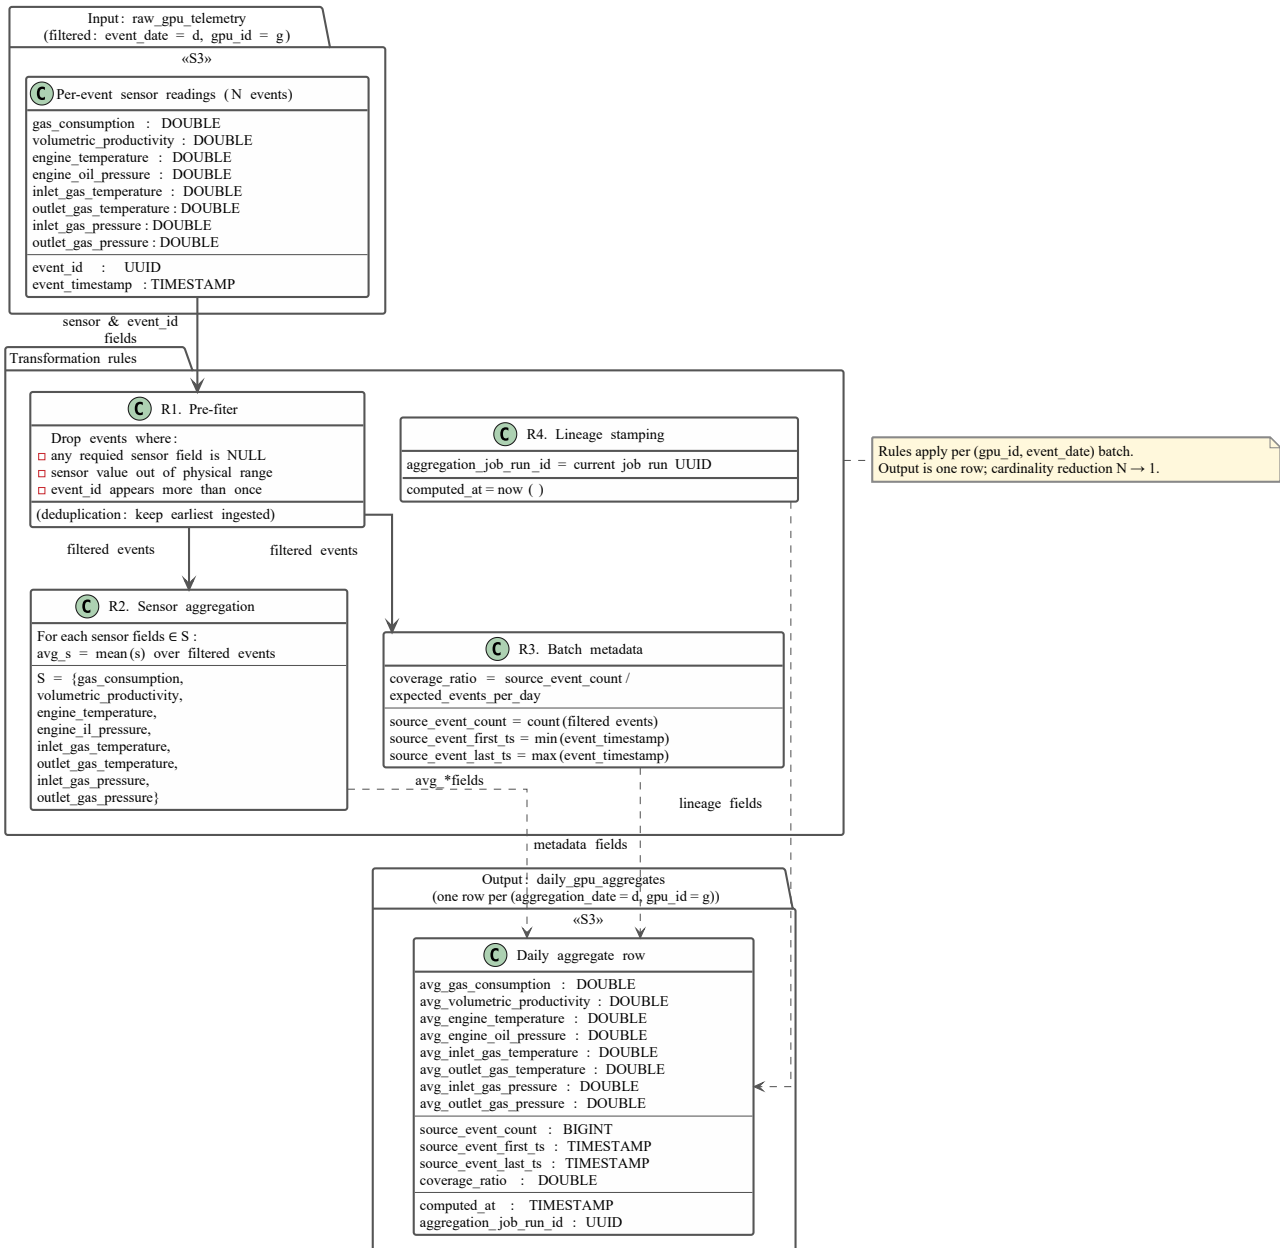 Input: raw_gpu_telemetry
(filtered: event_date = d, gpu_id = g)
«S3»
C Per-event sensor readings (N events)
gas_consumption : DOUBLE
volumetric_productivity : DOUBLE
engine_temperature : DOUBLE
engine_oil_pressure : DOUBLE
inlet_gas_temperature : DOUBLE
outlet_gas_temperature : DOUBLE
inlet_gas_pressure : DOUBLE
outlet_gas_pressure : DOUBLE
event_id : UUID
event_timestamp : TIMESTAMP
sensor & event_id
fields
Transformation rules
C R1. Pre-fiter
Drop events where:
any requied sensor field is NULL
sensor value out of physical range
event_id appears more than once
(deduplication: keep earliest ingested)
C R4. Lineage stamping
aggregation_job_run_id = current job run UUID
computed_at = now ( )
Rules apply per (gpu_id, event_date) batch.
Output is one row; cardinality reduction N → 1.
filtered events
filtered events
C R2. Sensor aggregation
For each sensor fields ∈ S :
avg_s = mean(s) over filtered events
S = {gas_consumption,
volumetric_productivity,
engine_temperature,
engine_il_pressure,
inlet_gas_temperature,
outlet_gas_temperature,
inlet_gas_pressure,
outlet_gas_pressure}
C R3. Batch metadata
coverage_ratio = source_event_count /
expected_events_per_day
source_event_count = count(filtered events)
source_event_first_ts = min(event_timestamp)
source_event_last_ts = max(event_timestamp)
avg_*fields
lineage fields
metadata fields
Output: daily_gpu_aggregates
(one row per (aggregation_date = d, gpu_id = g))
«S3»
C Daily aggregate row
avg_gas_consumption : DOUBLE
avg_volumetric_productivity : DOUBLE
avg_engine_temperature : DOUBLE
avg_engine_oil_pressure : DOUBLE
avg_inlet_gas_temperature : DOUBLE
avg_outlet_gas_temperature : DOUBLE
avg_inlet_gas_pressure : DOUBLE
avg_outlet_gas_pressure : DOUBLE
source_event_count : BIGINT
source_event_first_ts : TIMESTAMP
source_event_last_ts : TIMESTAMP
coverage_ratio : DOUBLE
computed_at : TIMESTAMP
aggregation_job_run_id : UUID